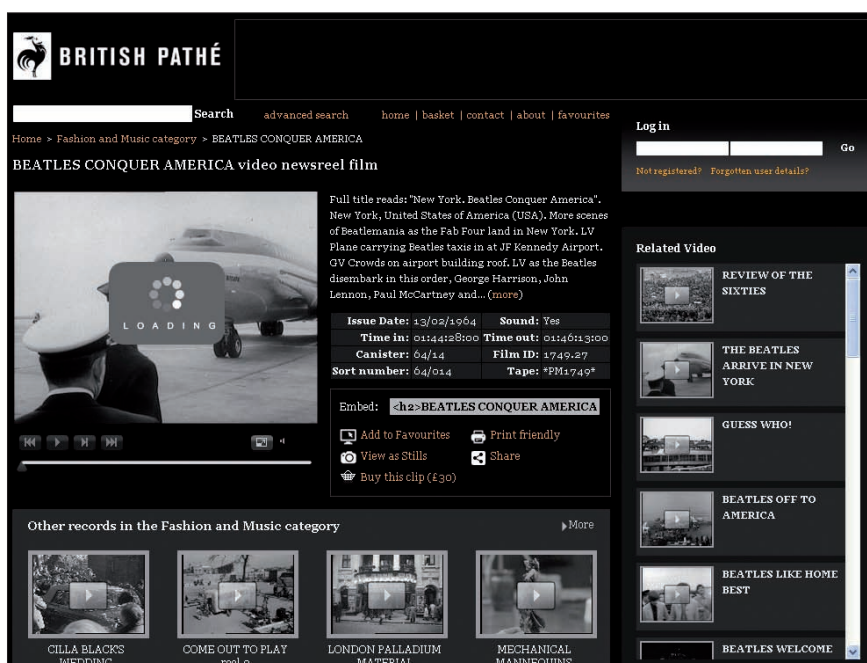 BRITISH PATHÉ
Search advanced search home | basket | contact | about | favourites
Home > Fashion and Music category > BEATLES CONQUER AMERICA
BEATLES CONQUER AMERICA video newsreel film
LOADING
Full title reads: "New York. Beatles Conquer America".
New York, United States of America (USA). More scenes
of Beatlemania as the Fab Four land in New York. LV
Plane carrying Beatles taxis in at JF Kennedy Airport.
GV Crowds on airport building roof. LV as the Beatles
disembark in this order, George Harrison, John
Lennon, Paul McCartney and... (more)
Issue Date: 13/02/1964 Sound: Yes
Time in: 01:44:28:00 Time out: 01:46:13:00
Canister: 64/14 Film ID: 1749.27
Sort number: 64/014 Tape: *PM1749*
Embed: <h2>BEATLES CONQUER AMERICA
Add to Favourites Print friendly
View as Stills Share
Buy this clip (£30)
Other records in the Fashion and Music category More
CILLA BLACK'S
WEDDING
COME OUT TO PLAY
LONDON PALLADIUM
MATERIAL
MECHANICAL
MANNEQUINS
Log in
Go
Not registered? Forgotten user details?
Related Video
REVIEW OF THE
SIXTIES
THE BEATLES
ARRIVE IN NEW
YORK
GUESS WHO!
BEATLES OFF TO
AMERICA
BEATLES LIKE HOME
BEST
BEATLES WELCOME